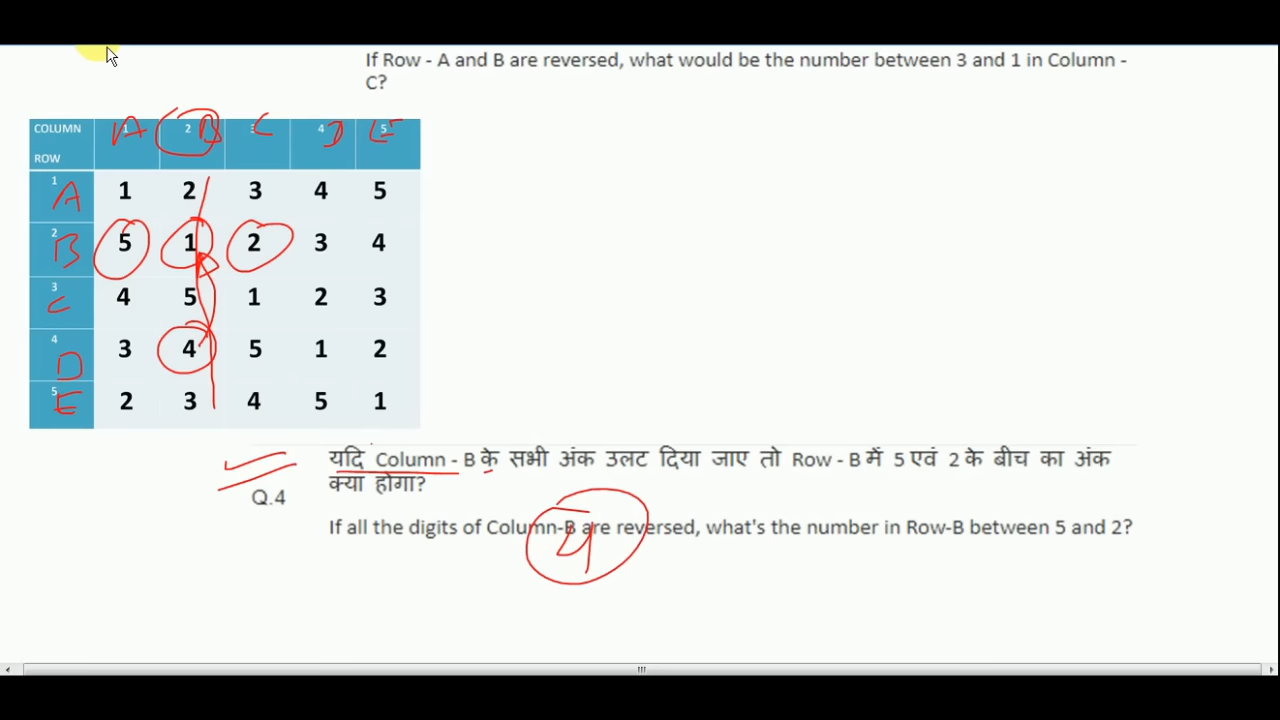 If Row - A and B are reversed, what would be the number between 3 and 1 in Column -
C?
COLUMN 1 A 2 B 3 C 4 D 5 E
ROW
1 A 1 2 3 4 5
2 B 5 1 2 3 4
3 C 4 5 1 2 3
4 D 3 4 5 1 2
5 E 2 3 4 5 1
यदि Column - B के सभी अंक उलट दिया जाए तो Row - B में 5 एवं 2 के बीच का अंक
क्या होगा?
Q.4
If all the digits of Column-B are reversed, what's the number in Row-B between 5 and 2?
4